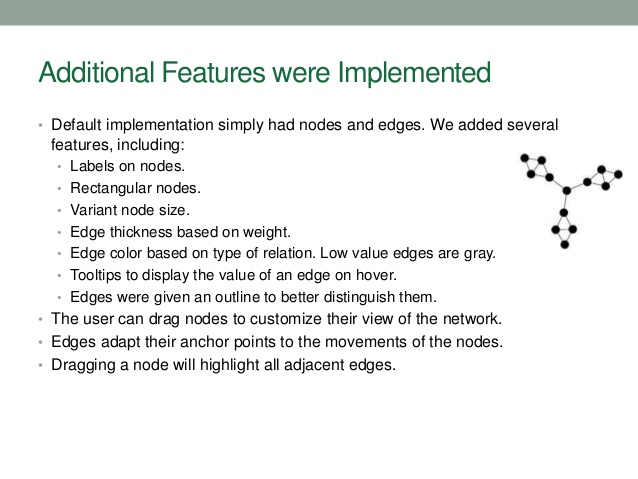 Additional Features were Implemented
• Default implementation simply had nodes and edges. We added several
features, including:
• Labels on nodes.
• Rectangular nodes.
• Variant node size.
• Edge thickness based on weight.
• Edge color based on type of relation. Low value edges are gray.
• Tooltips to display the value of an edge on hover.
• Edges were given an outline to better distinguish them.
• The user can drag nodes to customize their view of the network.
• Edges adapt their anchor points to the movements of the nodes.
• Dragging a node will highlight all adjacent edges.